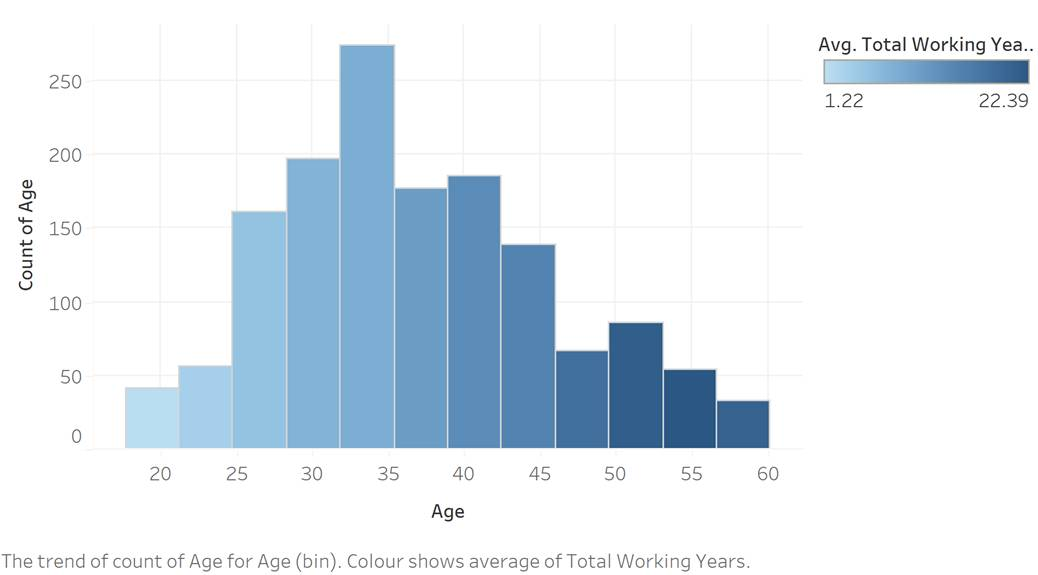 Avg. Total Working Yea..
1.22 22.39
250
200
150
100
50
0
Count of Age
20 25 30 35 40 45 50 55 60
Age
The trend of count of Age for Age (bin). Colour shows average of Total Working Years.